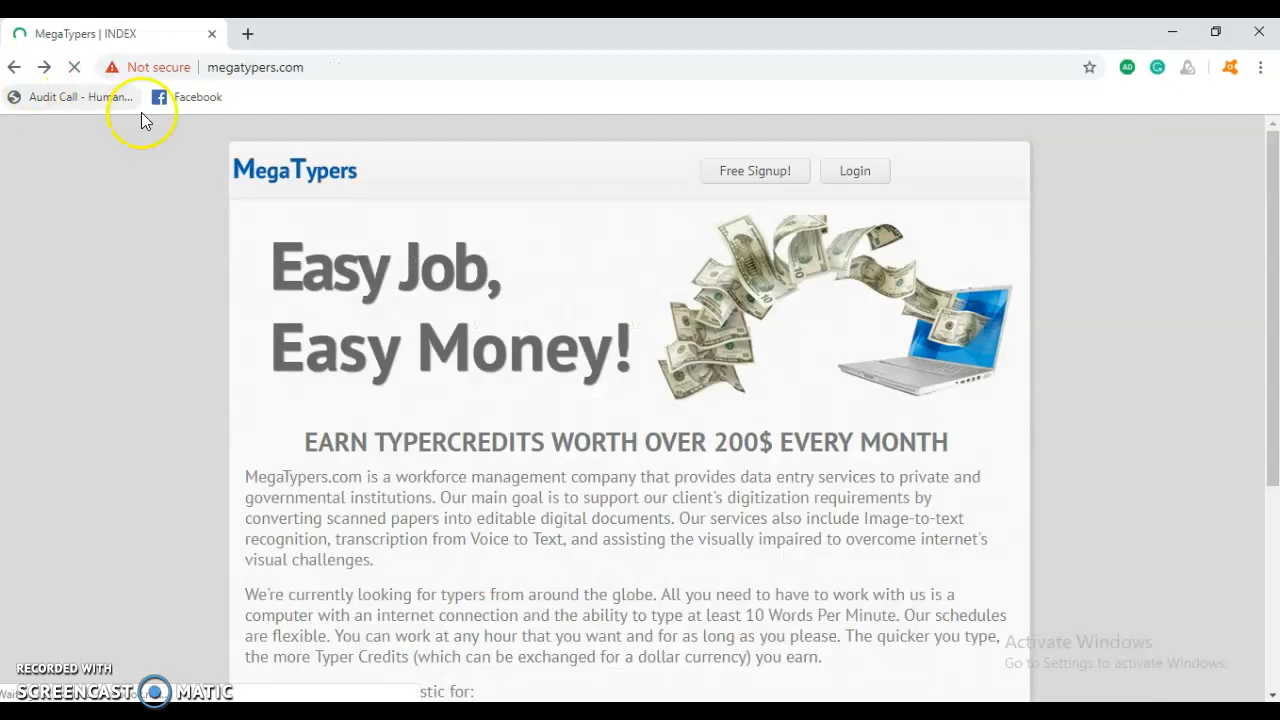 MegaTypers | INDEX
Not secure
megatypers.com
AD
Audit Call - Human...
Facebook
MegaTypers
Free Signup!
Login
Easy Job,
Easy Money!
EARN TYPERCREDITS WORTH OVER 200$ EVERY MONTH
MegaTypers.com is a workforce management company that provides data entry services to private and
governmental institutions. Our main goal is to support our client's digitization requirements by
converting scanned papers into editable digital documents. Our services also include Image-to-text
recognition, transcription from Voice to Text, and assisting the visually impaired to overcome internet's
visual challenges.
We're currently looking for typers from around the globe. All you need to have to work with us is a
computer with an internet connection and the ability to type at least 10 Words Per Minute. Our schedules
are flexible. You can work at any hour that you want and for as long as you please. The quicker you type,
the more Typer Credits (which can be exchanged for a dollar currency) you earn.
stic for:
Activate Windows
Go to Settings to activate Windows.
RECORDED WITH
SCREENCAST MATIC